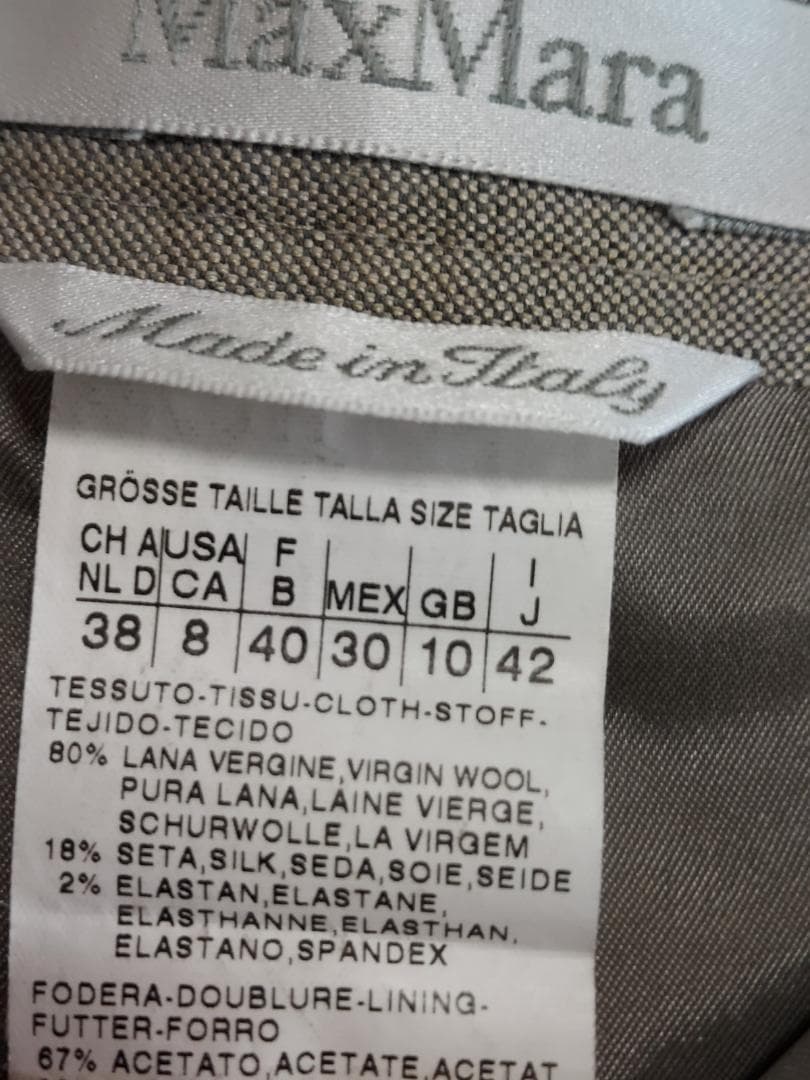 MaxMara
Made in Italy
GRÖSSE TAILLE TALLA SIZE TAGLIA
CH A USA F I
NL D CA B MEX GB J
38 8 40 30 10 42
TESSUTO-TISSU-CLOTH-STOFF-
TEJIDO-TECIDO
80% LANA VERGINE,VIRGIN WOOL,
PURA LANA,LAINE VIERGE,
SCHURWOLLE,LA VIRGEM
18% SETA,SILK,SEDA,SOIE,SEIDE
2% ELASTAN,ELASTANE,
ELASTHANNE,ELASTHAN,
ELASTANO,SPANDEX
FODERA-DOUBLURE-LINING-
FUTTER-FORRO
67% ACETATO,ACETATE,ACETAT